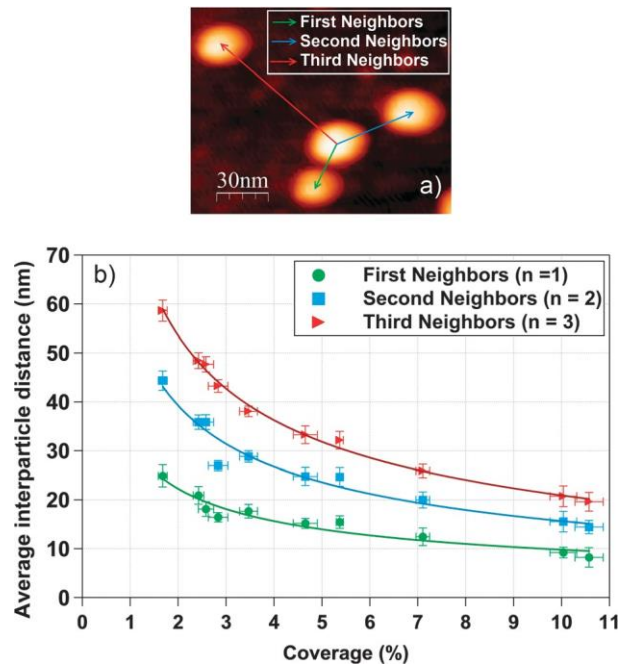 First Neighbors
Second Neighbors
Third Neighbors
30nm
a)
b)
First Neighbors (n =1)
Second Neighbors (n = 2)
Third Neighbors (n = 3)
Average interparticle distance (nm)
70
60
50
40
30
20
10
0
0 1 2 3 4 5 6 7 8 9 10 11
Coverage (%)